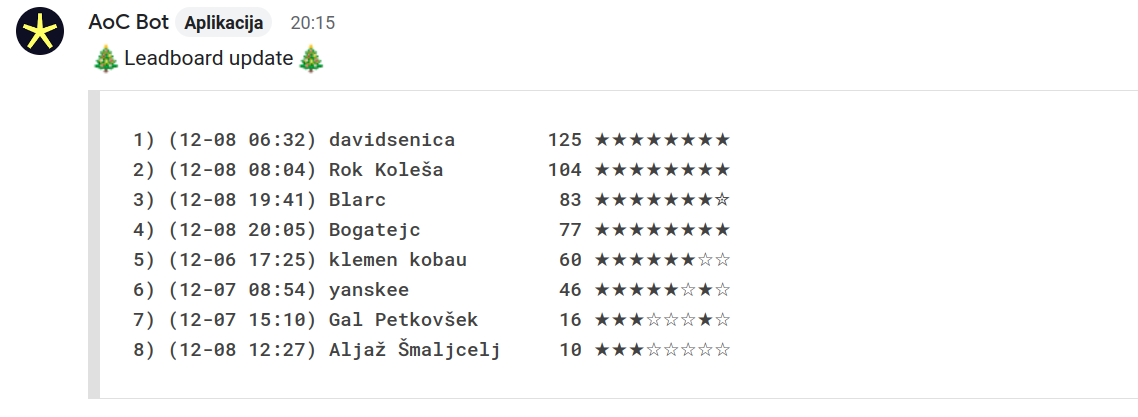 AoC Bot Aplikacija 20:15
🎄Leadboard update🎄
1) (12-08 06:32) davidsenica 125 ★★★★★★★★
2) (12-08 08:04) Rok Koleša 104 ★★★★★★★★
3) (12-08 19:41) Blarc 83 ★★★★★★★✮
4) (12-08 20:05) Bogatejc 77 ★★★★★★★★
5) (12-06 17:25) klemen kobau 60 ★★★★★★☆☆
6) (12-07 08:54) yanskee 46 ★★★★★☆★☆
7) (12-07 15:10) Gal Petkovšek 16 ★★★☆☆☆★☆
8) (12-08 12:27) Aljaž Šmaljcelj 10 ★★★☆☆☆☆☆